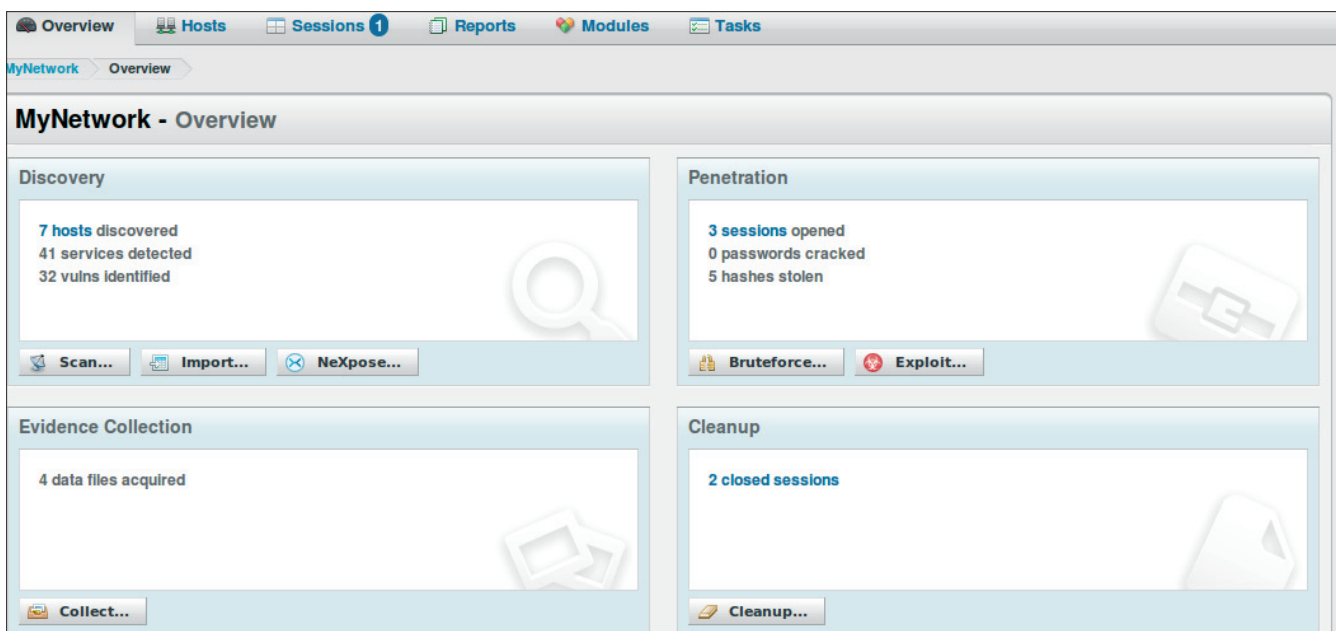 Overview Hosts Sessions 1 Reports Modules Tasks
MyNetwork Overview
MyNetwork - Overview
Discovery
7 hosts discovered
41 services detected
32 vulns identified
Scan... Import... NeXpose...
Penetration
3 sessions opened
0 passwords cracked
5 hashes stolen
Bruteforce... Exploit...
Evidence Collection
4 data files acquired
Collect...
Cleanup
2 closed sessions
Cleanup...